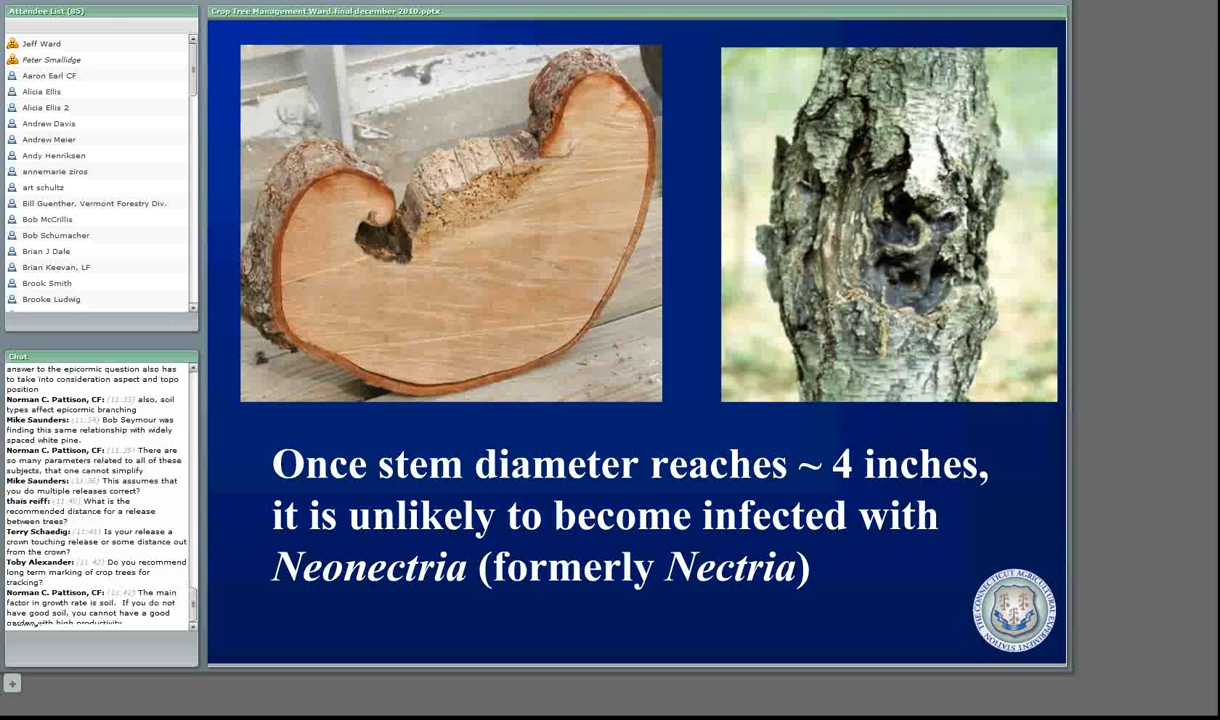 Attendee List (85)
Jeff Ward
Peter Smallidge
Aaron Earl CF
Alicia Ellis
Alicia Ellis 2
Andrew Davis
Andrew Meier
Andy Henriksen
annemarie ziros
art schultz
Bill Guenther, Vermont Forestry Div.
Bob McCrillis
Bob Schumacher
Brian J Dale
Brian Keevan, LF
Brook Smith
Brooke Ludwig
Chat
answer to the epicormic question also has
to take into consideration aspect and topo
position
Norman C. Pattison, CF: (11:33) also, soil
types affect epicormic branching
Mike Saunders: (11:34) Bob Seymour was
finding this same relationship with widely
spaced white pine.
Norman C. Pattison, CF: (11:35) There are
so many parameters related to all of these
subjects, that one cannot simplify
Mike Saunders: (11:36) This assumes that
you do multiple releases correct?
thais reiff: (11:40) What is the
recommended distance for a release
between trees?
Terry Schaedig: (11:41) Is your release a
crown touching release or some distance out
from the crown?
Toby Alexander: (11:42) Do you recommend
long term marking of crop trees for
tracking?
Norman C. Pattison, CF: (11:42) The main
factor in growth rate is soil. If you do not
have good soil, you cannot have a good
garden with high productivity
Crop Tree Management Ward.final december 2010.pptx
Once stem diameter reaches ~ 4 inches,
it is unlikely to become infected with
Neonectria (formerly Nectria)
THE CONNECTICUT AGRICULTURAL EXPERIMENT STATION